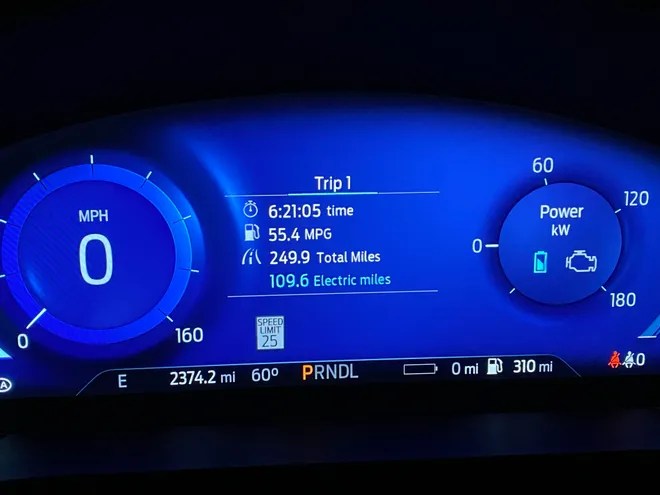 Trip 1
6:21:05 time
55.4 MPG
249.9 Total Miles
109.6 Electric miles
MPH
0
0
160
SPEED
LIMIT
25
60
120
Power
kW
0
180
E 2374.2 mi 60° PRNDL 0 mi 310 mi
A